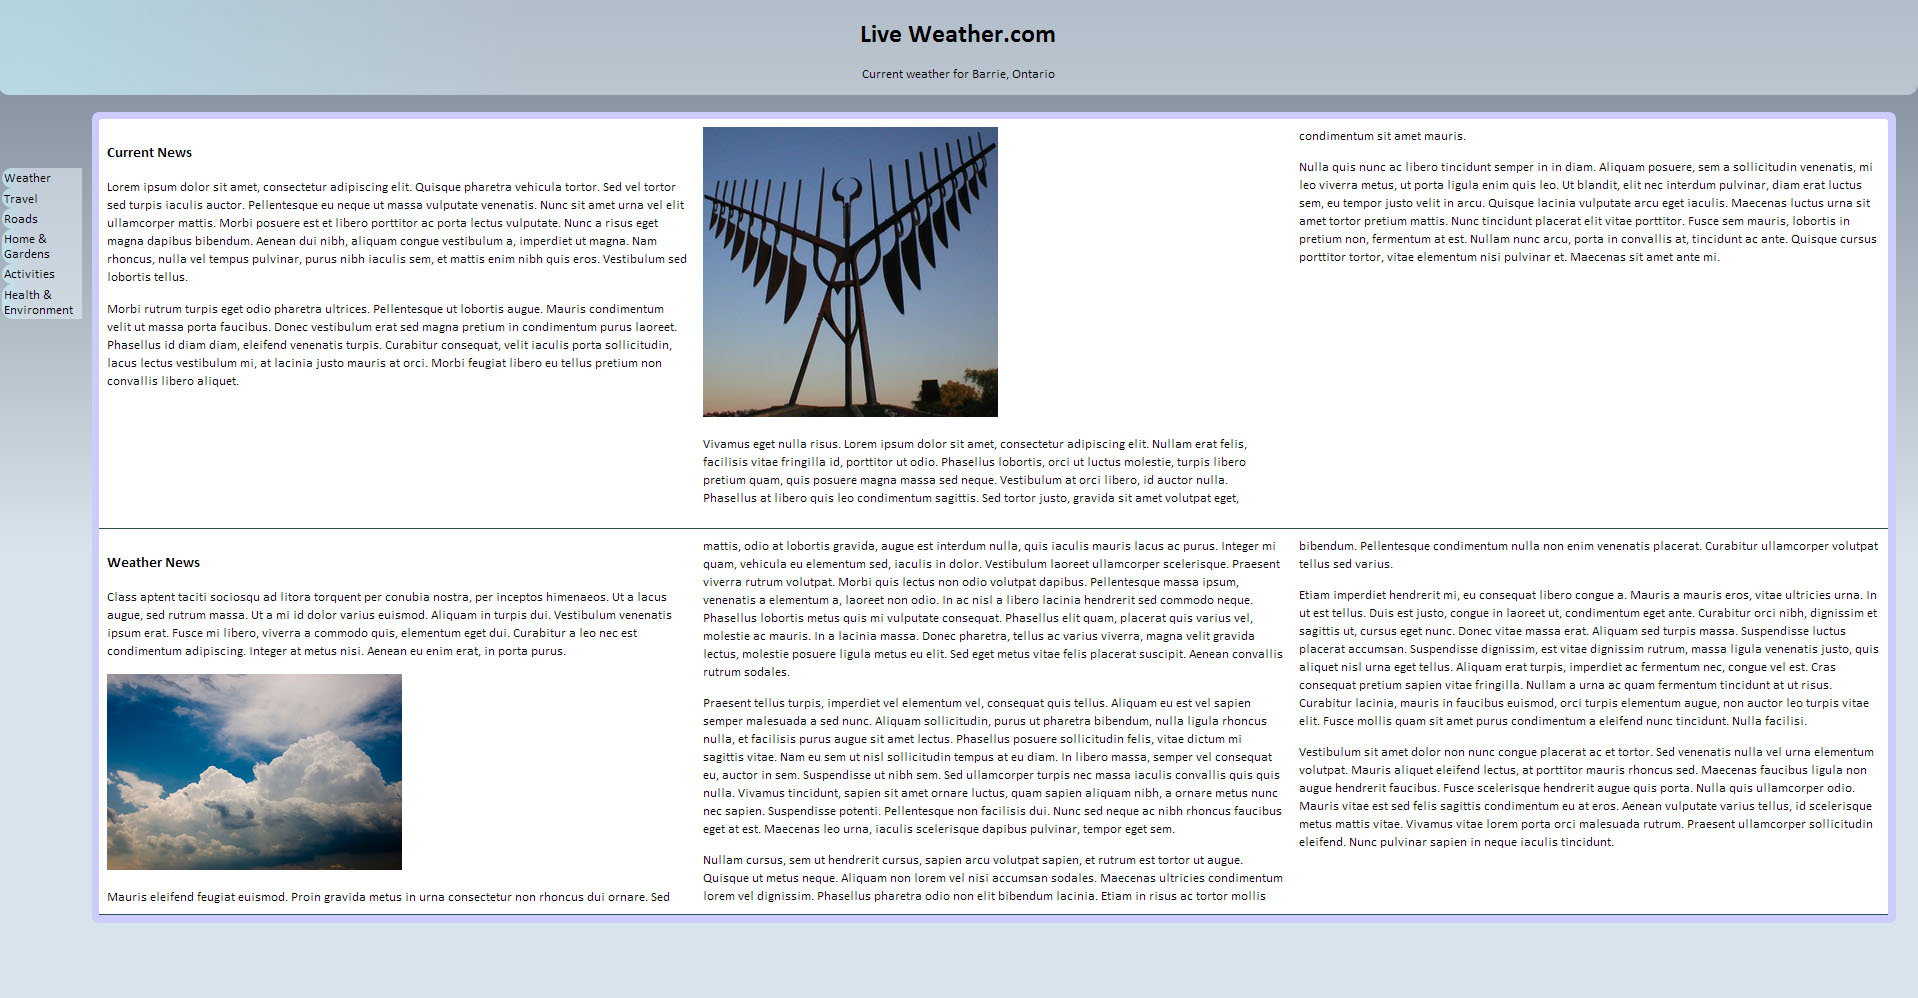 Live Weather.com
Current weather for Barrie, Ontario
Weather
Travel
Roads
Home &
Gardens
Activities
Health &
Environment
Current News
Lorem ipsum dolor sit amet, consectetur adipiscing elit. Quisque pharetra vehicula tortor. Sed vel tortor
sed turpis iaculis auctor. Pellentesque eu neque ut massa vulputate venenatis. Nunc sit amet urna vel elit
ullamcorper mattis. Morbi posuere est et libero porttitor ac porta lectus vulputate. Nunc a risus eget
magna dapibus bibendum. Aenean dui nibh, aliquam congue vestibulum a, imperdiet ut magna. Nam
rhoncus, nulla vel tempus pulvinar, purus nibh iaculis sem, et mattis enim nibh quis eros. Vestibulum sed
lobortis tellus.
Morbi rutrum turpis eget odio pharetra ultrices. Pellentesque ut lobortis augue. Mauris condimentum
velit ut massa porta faucibus. Donec vestibulum erat sed magna pretium in condimentum purus laoreet.
Phasellus id diam diam, eleifend venenatis turpis. Curabitur consequat, velit iaculis porta sollicitudin,
lacus lectus vestibulum mi, at lacinia justo mauris at orci. Morbi feugiat libero eu tellus pretium non
convallis libero aliquet.
Vivamus eget nulla risus. Lorem ipsum dolor sit amet, consectetur adipiscing elit. Nullam erat felis,
facilisis vitae fringilla id, porttitor ut odio. Phasellus lobortis, orci ut luctus molestie, turpis libero
pretium quam, quis posuere magna massa sed neque. Vestibulum at orci libero, id auctor nulla.
Phasellus at libero quis leo condimentum sagittis. Sed tortor justo, gravida sit amet volutpat eget,
condimentum sit amet mauris.
Nulla quis nunc ac libero tincidunt semper in in diam. Aliquam posuere, sem a sollicitudin venenatis, mi
leo viverra metus, ut porta ligula enim quis leo. Ut blandit, elit nec interdum pulvinar, diam erat luctus
sem, eu tempor justo velit in arcu. Quisque lacinia vulputate arcu eget iaculis. Maecenas luctus urna sit
amet tortor pretium mattis. Nunc tincidunt placerat elit vitae porttitor. Fusce sem mauris, lobortis in
pretium non, fermentum at est. Nullam nunc arcu, porta in convallis at, tincidunt ac ante. Quisque cursus
porttitor tortor, vitae elementum nisi pulvinar et. Maecenas sit amet ante mi.
Weather News
Class aptent taciti sociosqu ad litora torquent per conubia nostra, per inceptos himenaeos. Ut a lacus
augue, sed rutrum massa. Ut a mi id dolor varius euismod. Aliquam in turpis dui. Vestibulum venenatis
ipsum erat. Fusce mi libero, viverra a commodo quis, elementum eget dui. Curabitur a leo nec est
condimentum adipiscing. Integer at metus nisi. Aenean eu enim erat, in porta purus.
Mauris eleifend feugiat euismod. Proin gravida metus in urna consectetur non rhoncus dui ornare. Sed
mattis, odio at lobortis gravida, augue est interdum nulla, quis iaculis mauris lacus ac purus. Integer mi
quam, vehicula eu elementum sed, iaculis in dolor. Vestibulum laoreet ullamcorper scelerisque. Praesent
viverra rutrum volutpat. Morbi quis lectus non odio volutpat dapibus. Pellentesque massa ipsum,
venenatis a elementum a, laoreet non odio. In ac nisl a libero lacinia hendrerit sed commodo neque.
Phasellus lobortis metus quis mi vulputate consequat. Phasellus elit quam, placerat quis varius vel,
molestie ac mauris. In a lacinia massa. Donec pharetra, tellus ac varius viverra, magna velit gravida
lectus, molestie posuere ligula metus eu elit. Sed eget metus vitae felis placerat suscipit. Aenean convallis
rutrum sodales.
Praesent tellus turpis, imperdiet vel elementum vel, consequat quis tellus. Aliquam eu est vel sapien
semper malesuada a sed nunc. Aliquam sollicitudin, purus ut pharetra bibendum, nulla ligula rhoncus
nulla, et facilisis purus augue sit amet lectus. Phasellus posuere sollicitudin felis, vitae dictum mi
sagittis vitae. Nam eu sem ut nisl sollicitudin tempus at eu diam. In libero massa, semper vel consequat
eu, auctor in sem. Suspendisse ut nibh sem. Sed ullamcorper turpis nec massa iaculis convallis quis quis
nulla. Vivamus tincidunt, sapien sit amet ornare luctus, quam sapien aliquam nibh, a ornare metus nunc
nec sapien. Suspendisse potenti. Pellentesque non facilisis dui. Nunc sed neque ac nibh rhoncus faucibus
eget at est. Maecenas leo urna, iaculis scelerisque dapibus pulvinar, tempor eget sem.
Nullam cursus, sem ut hendrerit cursus, sapien arcu volutpat sapien, et rutrum est tortor ut augue.
Quisque ut metus neque. Aliquam non lorem vel nisi accumsan sodales. Maecenas ultricies condimentum
lorem vel dignissim. Phasellus pharetra odio non elit bibendum lacinia. Etiam in risus ac tortor mollis
bibendum. Pellentesque condimentum nulla non enim venenatis placerat. Curabitur ullamcorper volutpat
tellus sed varius.
Etiam imperdiet hendrerit mi, eu consequat libero congue a. Mauris a mauris eros, vitae ultricies urna. In
ut est tellus. Duis est justo, congue in laoreet ut, condimentum eget ante. Curabitur orci nibh, dignissim et
sagittis ut, cursus eget nunc. Donec vitae massa erat. Aliquam sed turpis massa. Suspendisse luctus
placerat accumsan. Suspendisse dignissim, est vitae dignissim rutrum, massa ligula venenatis justo, quis
aliquet nisl urna eget tellus. Aliquam erat turpis, imperdiet ac fermentum nec, congue vel est. Cras
consequat pretium sapien vitae fringilla. Nullam a urna ac quam fermentum tincidunt at ut risus.
Curabitur lacinia, mauris in faucibus euismod, orci turpis elementum augue, non auctor leo turpis vitae
elit. Fusce mollis quam sit amet purus condimentum a eleifend nunc tincidunt. Nulla facilisi.
Vestibulum sit amet dolor non nunc congue placerat ac et tortor. Sed venenatis nulla vel urna elementum
volutpat. Mauris aliquet eleifend lectus, at porttitor mauris rhoncus sed. Maecenas faucibus ligula non
augue hendrerit faucibus. Fusce scelerisque hendrerit augue quis porta. Nulla quis ullamcorper odio.
Mauris vitae est sed felis sagittis condimentum eu at eros. Aenean vulputate varius tellus, id scelerisque
metus mattis vitae. Vivamus vitae lorem porta orci malesuada rutrum. Praesent ullamcorper sollicitudin
eleifend. Nunc pulvinar sapien in neque iaculis tincidunt.